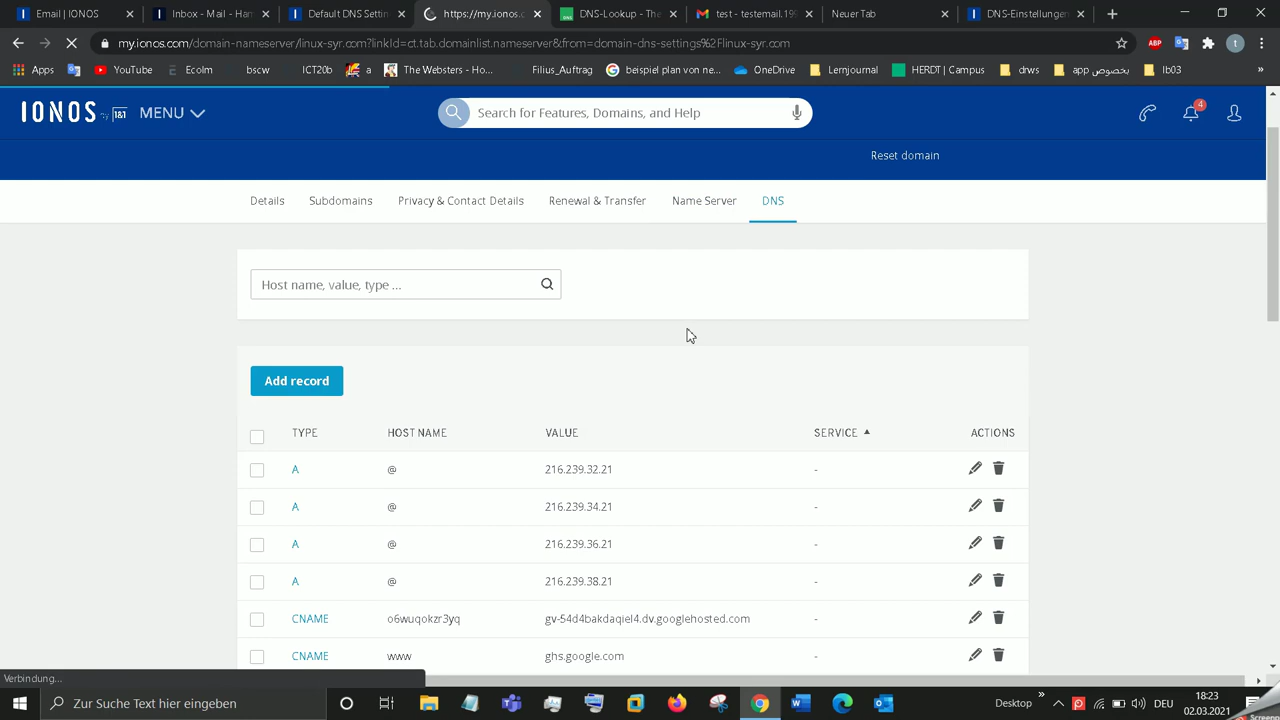 Email | IONOS
Inbox - Mail - Ham
Default DNS Settin
https://my.ionos.c
DNS-Lookup - The
test - testemail.199
Neuer Tab
DNS-Einstellungen
my.ionos.com/domain-nameserver/linux-syr.com?linkId=ct.tab.domainlist.nameserver&from=domain-dns-settings%2Flinux-syr.com
ABP
t
Apps
YouTube
Ecolm
bscw
ICT20b
a
The Websters - Ho...
Filius_Auftrag
beispiel plan von ne...
OneDrive
Lernjournal
HERDT | Campus
drws
بخصوص app
lb03
»
IONOS by 1&1
MENU
Search for Features, Domains, and Help
4
Reset domain
Details
Subdomains
Privacy & Contact Details
Renewal & Transfer
Name Server
DNS
Host name, value, type ...
Add record
TYPE HOST NAME VALUE SERVICE ACTIONS
A @ 216.239.32.21 -
A @ 216.239.34.21 -
A @ 216.239.36.21 -
A @ 216.239.38.21 -
CNAME o6wuqokzr3yq gv-54d4bakdaqiel4.dv.googlehosted.com -
CNAME www ghs.google.com -
Verbindung...
Zur Suche Text hier eingeben
Desktop
»
DEU
18:23
02.03.2021